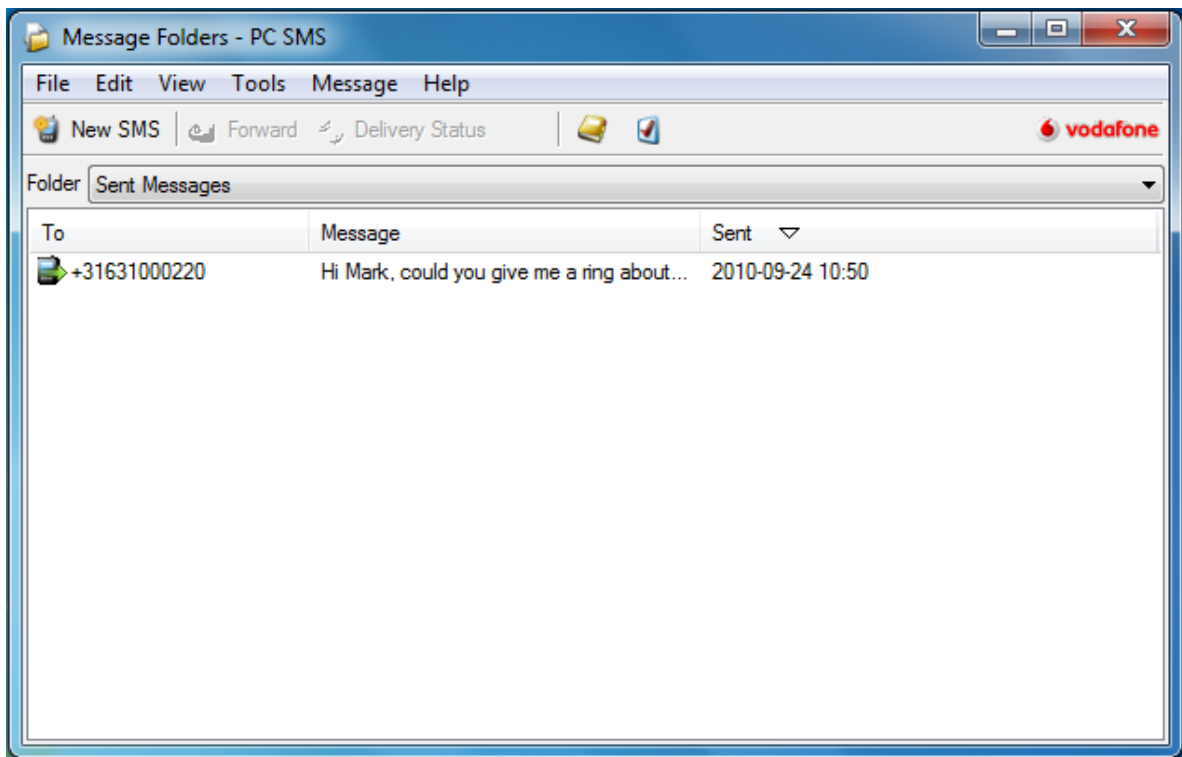 Message Folders - PC SMS
File Edit View Tools Message Help
New SMS Forward Delivery Status vodafone
Folder Sent Messages
To Message Sent
+31631000220 Hi Mark, could you give me a ring about... 2010-09-24 10:50